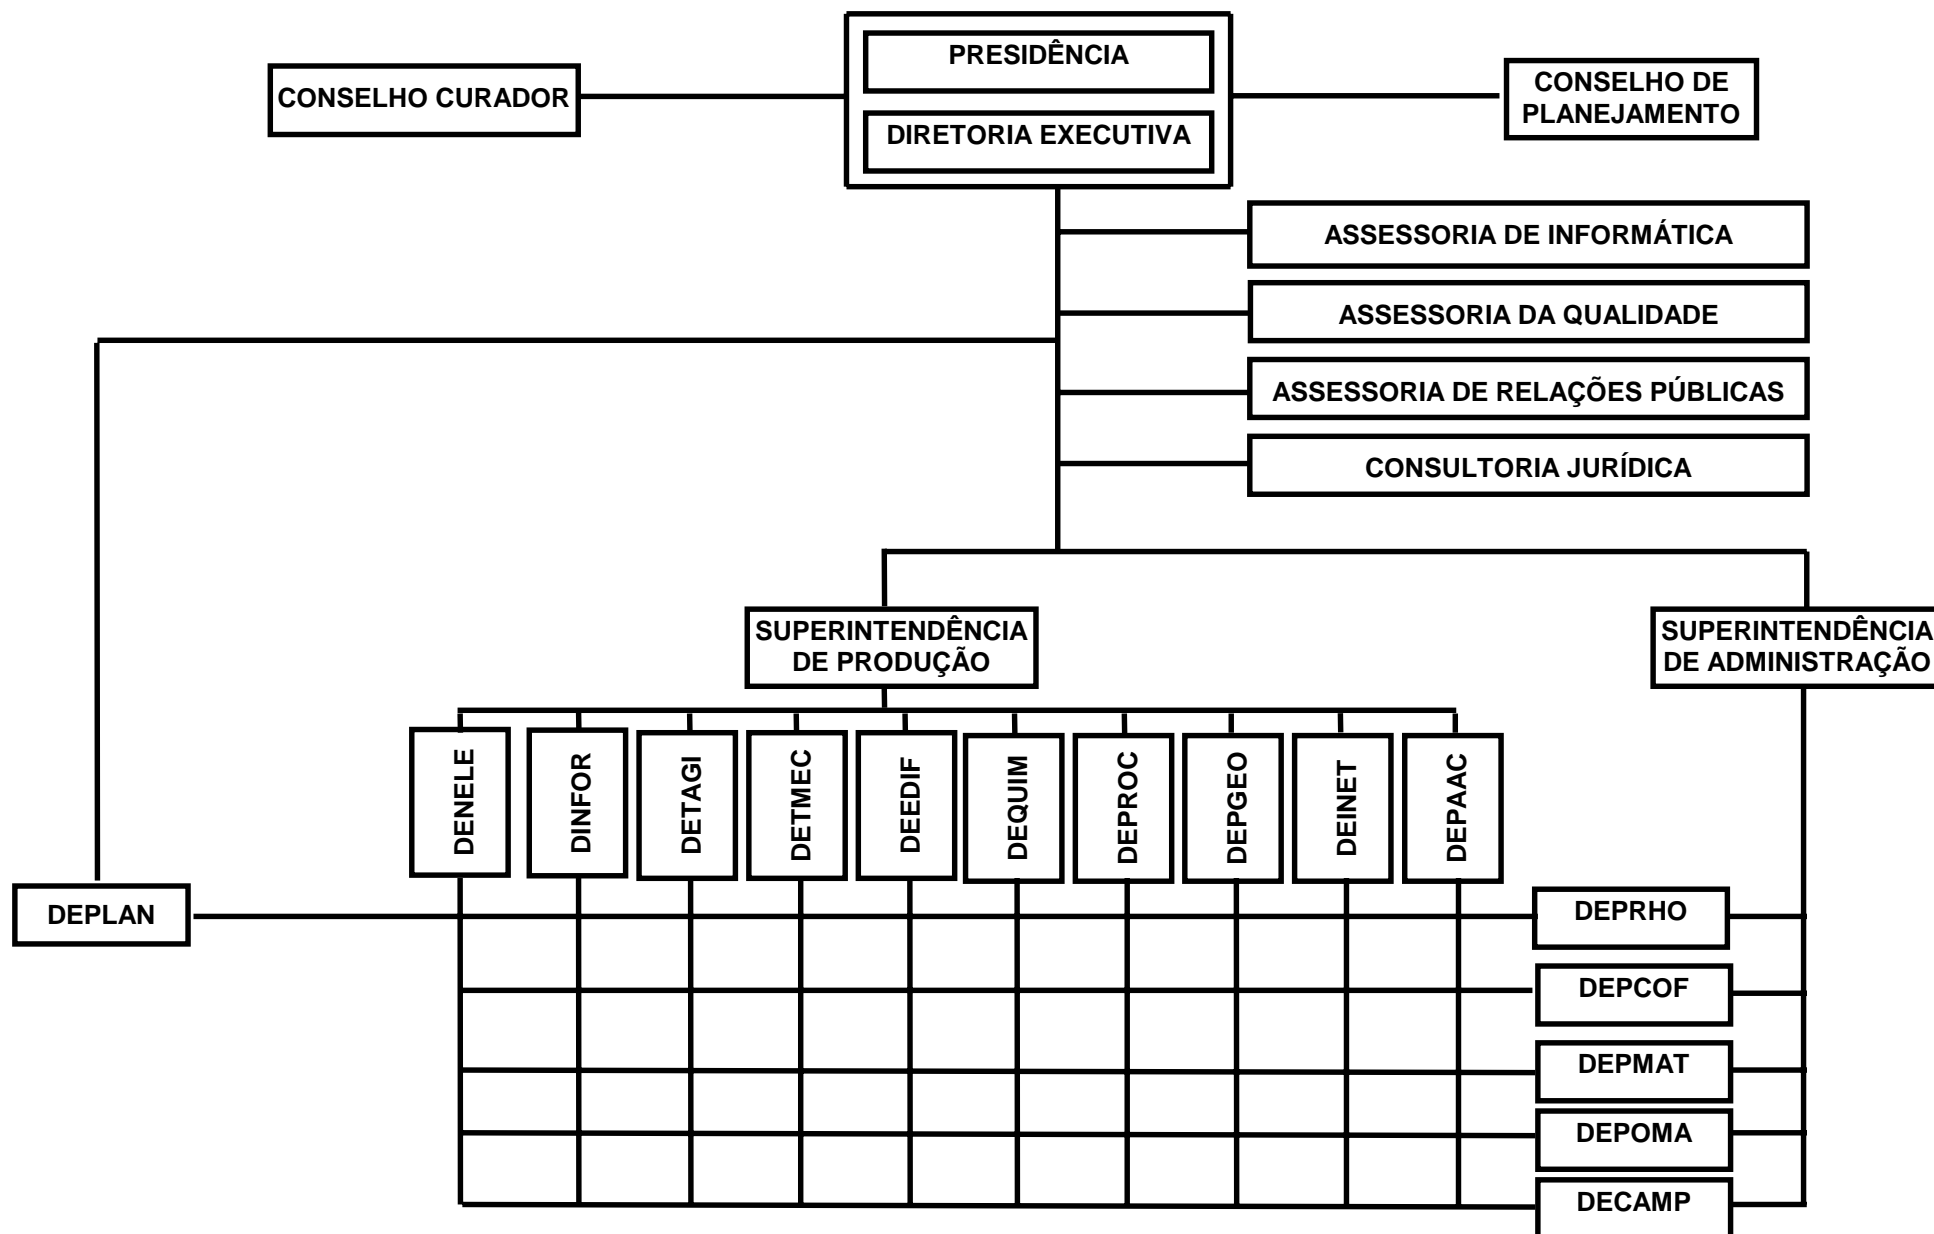 PRESIDÊNCIA
CONSELHO CURADOR
CONSELHO DE
PLANEJAMENTO
DIRETORIA EXECUTIVA
ASSESSORIA DE INFORMÁTICA
ASSESSORIA DA QUALIDADE
ASSESSORIA DE RELAÇÕES PÚBLICAS
CONSULTORIA JURÍDICA
SUPERINTENDÊNCIA
DE PRODUÇÃO
SUPERINTENDÊNCIA
DE ADMINISTRAÇÃO
DENELE
DINFOR
DETAGI
DETMEC
DEEDIF
DEQUIM
DEPROC
DEPGEO
DEINET
DEPAAC
DEPLAN
DEPRHO
DEPCOF
DEPMAT
DEPOMA
DECAMP